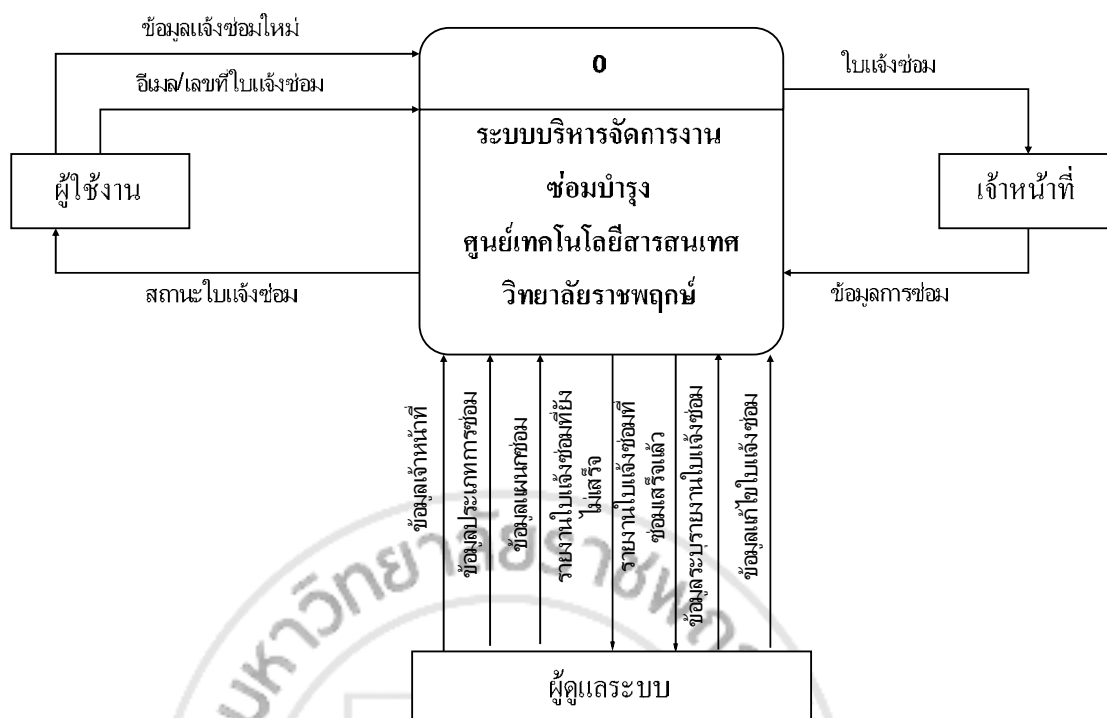 ข้อมูลแจ้งซ่อมใหม่
อีเมล/เลขที่ใบแจ้งซ่อม
0
ใบแจ้งซ่อม
ระบบบริหารจัดการงาน
ซ่อมบำรุง
ศูนย์เทคโนโลยีสารสนเทศ
วิทยาลัยราชพฤกษ์
ผู้ใช้งาน
เจ้าหน้าที่
สถานะใบแจ้งซ่อม
ข้อมูลการซ่อม
ข้อมูลเจ้าหน้าที่
ข้อมูลประเภทการซ่อม
ข้อมูลแผนกซ่อม
รายงานใบแจ้งซ่อมที่ยัง
ไม่เสร็จ
รายงานใบแจ้งซ่อมที่
ซ่อมเสร็จแล้ว
ข้อมูลระบุรายงานใบแจ้งซ่อม
ข้อมูลแก้ไขใบแจ้งซ่อม
ผู้ดูแลระบบ